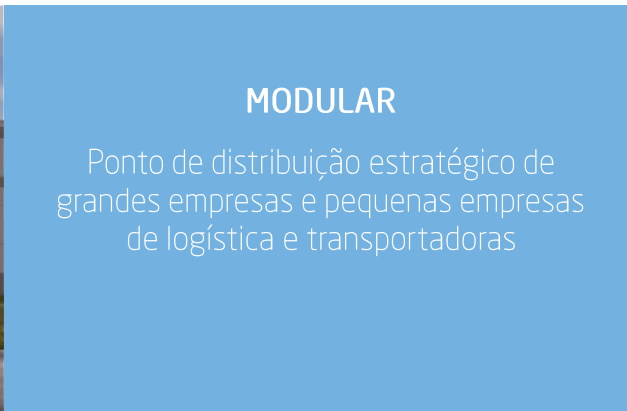 MODULAR
Ponto de distribuição estratégico de
grandes empresas e pequenas empresas
de logística e transportadoras